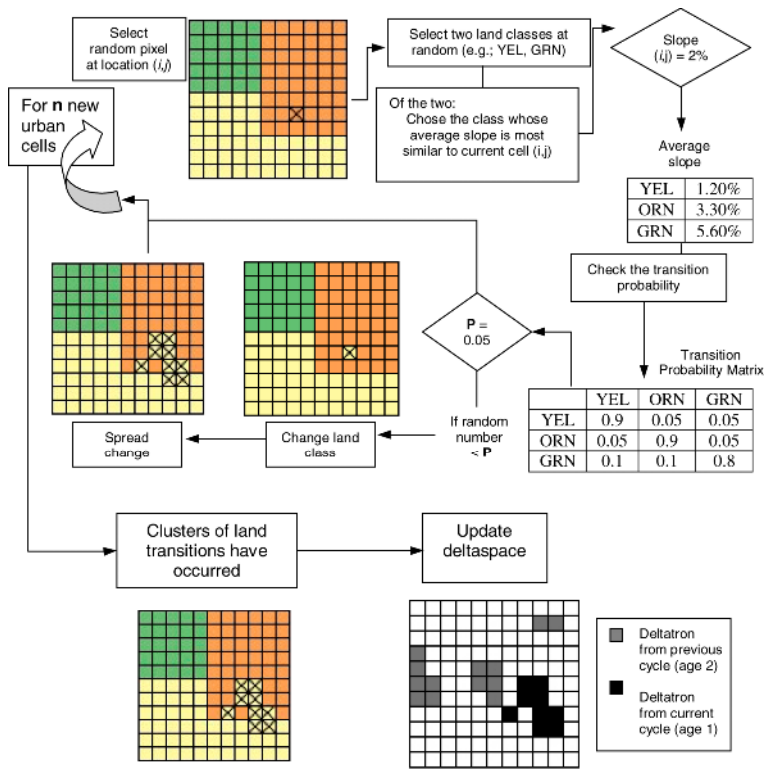 Select
random pixel
at location (i,j)
Select two land classes at
random (e.g.; YEL, GRN)
Of the two:
Chose the class whose
average slope is most
similar to current cell (i,j)
Slope
(i,j) = 2%
For n new
urban
cells
Average
slope
YEL 1.20%
ORN 3.30%
GRN 5.60%
Check the transition
probability
P =
0.05
Transition
Probability Matrix
YEL ORN GRN
YEL 0.9 0.05 0.05
ORN 0.05 0.9 0.05
GRN 0.1 0.1 0.8
If random
number
< P
Change land
class
Spread
change
Clusters of land
transitions have
occurred
Update
deltaspace
Deltatron
from previous
cycle (age 2)
Deltatron
from current
cycle (age 1)